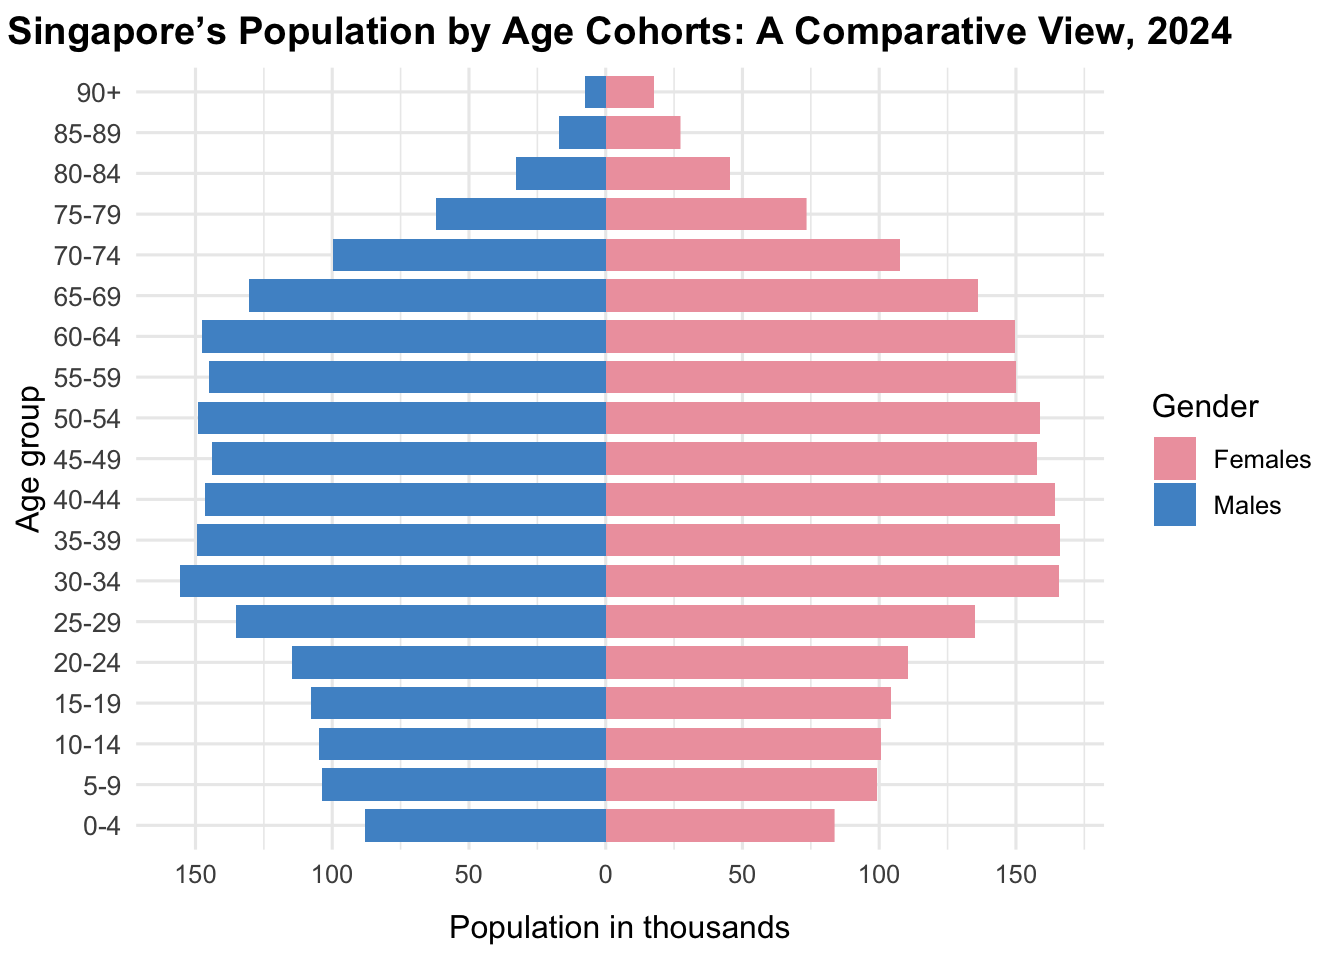 Singapore’s Population by Age Cohorts: A Comparative View, 2024
90+
85-89
80-84
75-79
70-74
65-69
60-64
55-59
50-54
45-49
40-44
35-39
30-34
25-29
20-24
15-19
10-14
5-9
0-4
Age group
150 100 50 0 50 100 150
Population in thousands
Gender
Females
Males